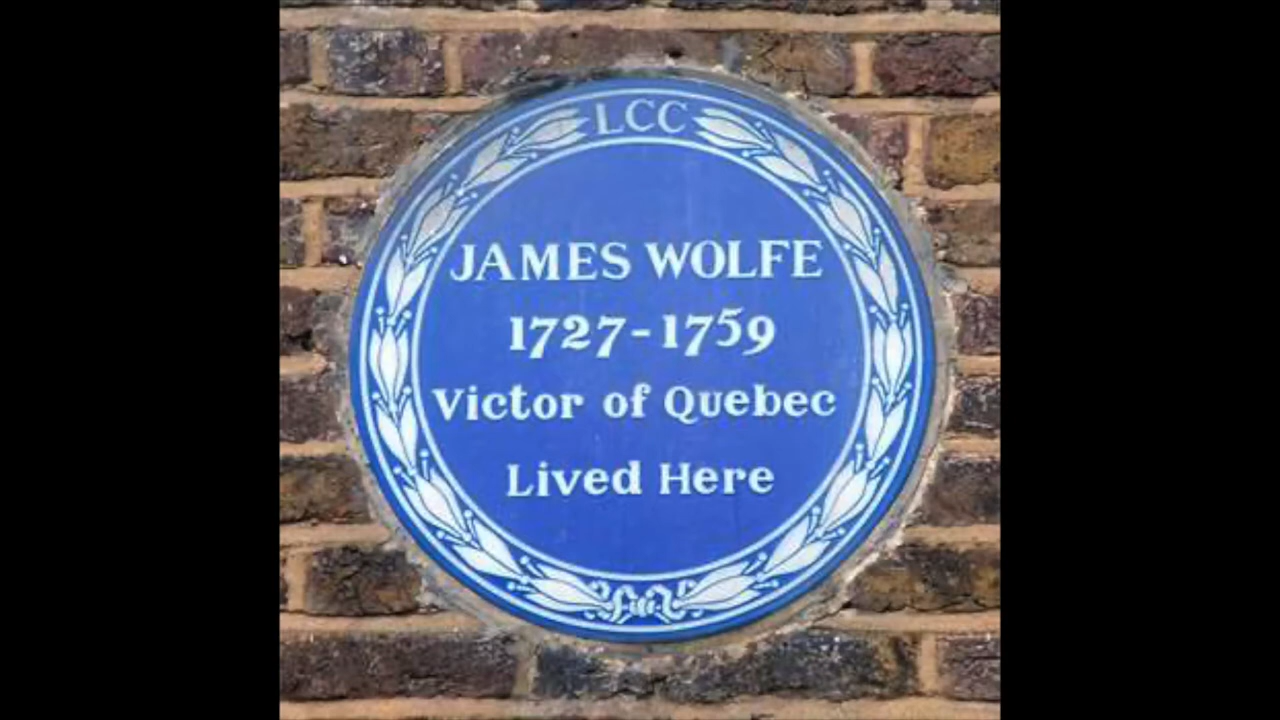 LCC
JAMES WOLFE
1727-1759
Victor of Quebec
Lived Here